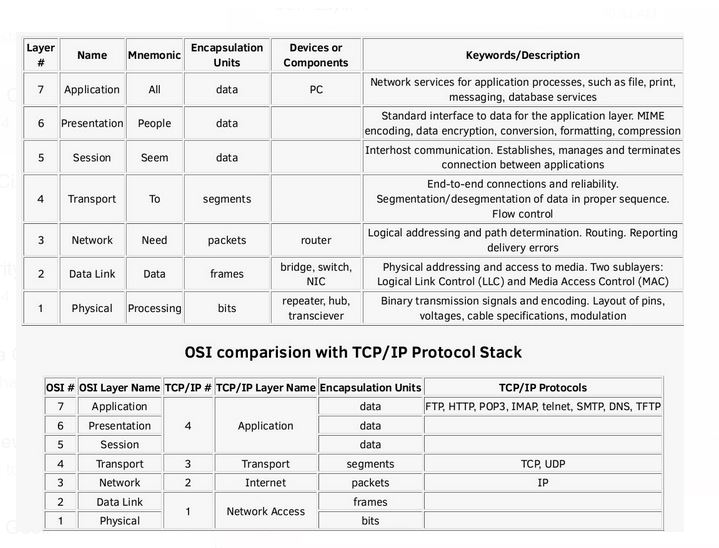 Layer # Name Mnemonic Encapsulation Units Devices or Components Keywords/Description
7 Application All data PC Network services for application processes, such as file, print, messaging, database services
6 Presentation People data Standard interface to data for the application layer. MIME encoding, data encryption, conversion, formatting, compression
5 Session Seem data Interhost communication. Establishes, manages and terminates connection between applications
4 Transport To segments End-to-end connections and reliability. Segmentation/desegmentation of data in proper sequence. Flow control
3 Network Need packets router Logical addressing and path determination. Routing. Reporting delivery errors
2 Data Link Data frames bridge, switch, NIC Physical addressing and access to media. Two sublayers: Logical Link Control (LLC) and Media Access Control (MAC)
1 Physical Processing bits repeater, hub, transciever Binary transmission signals and encoding. Layout of pins, voltages, cable specifications, modulation
OSI comparision with TCP/IP Protocol Stack
OSI # OSI Layer Name TCP/IP # TCP/IP Layer Name Encapsulation Units TCP/IP Protocols
7 Application 4 Application data FTP, HTTP, POP3, IMAP, telnet, SMTP, DNS, TFTP
6 Presentation data
5 Session data
4 Transport 3 Transport segments TCP, UDP
3 Network 2 Internet packets IP
2 Data Link 1 Network Access frames
1 Physical bits